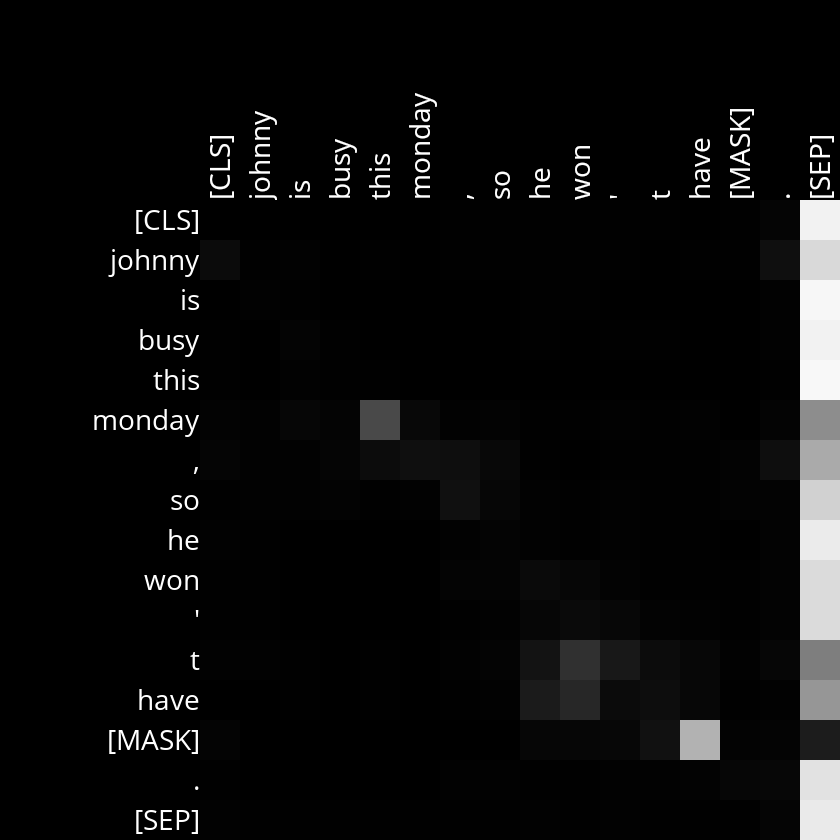 [CLS] johnny is busy this monday , so he won ' t have [MASK] . [SEP]
[CLS]
johnny
is
busy
this
monday
,
so
he
won
'
t
have
[MASK]
.
[SEP]